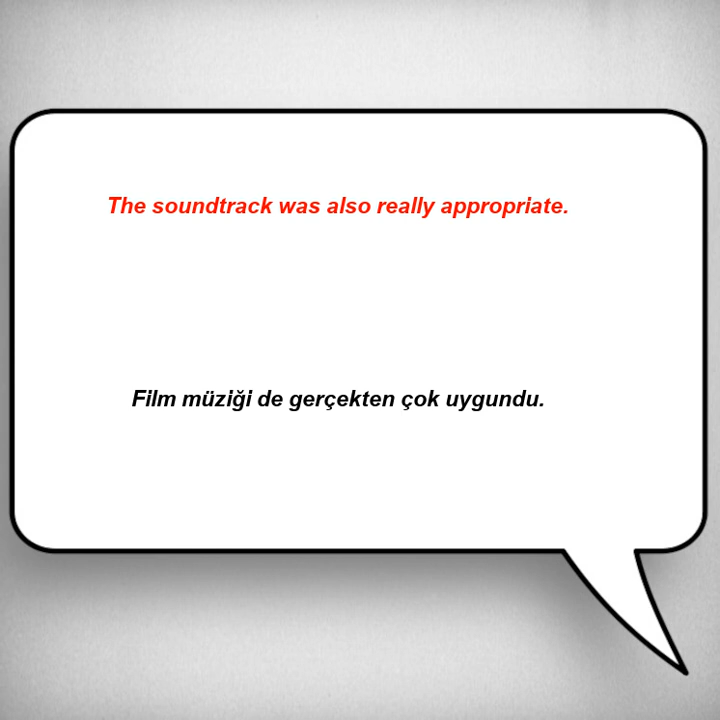 The soundtrack was also really appropriate.
Film müziği de gerçekten çok uygundu.